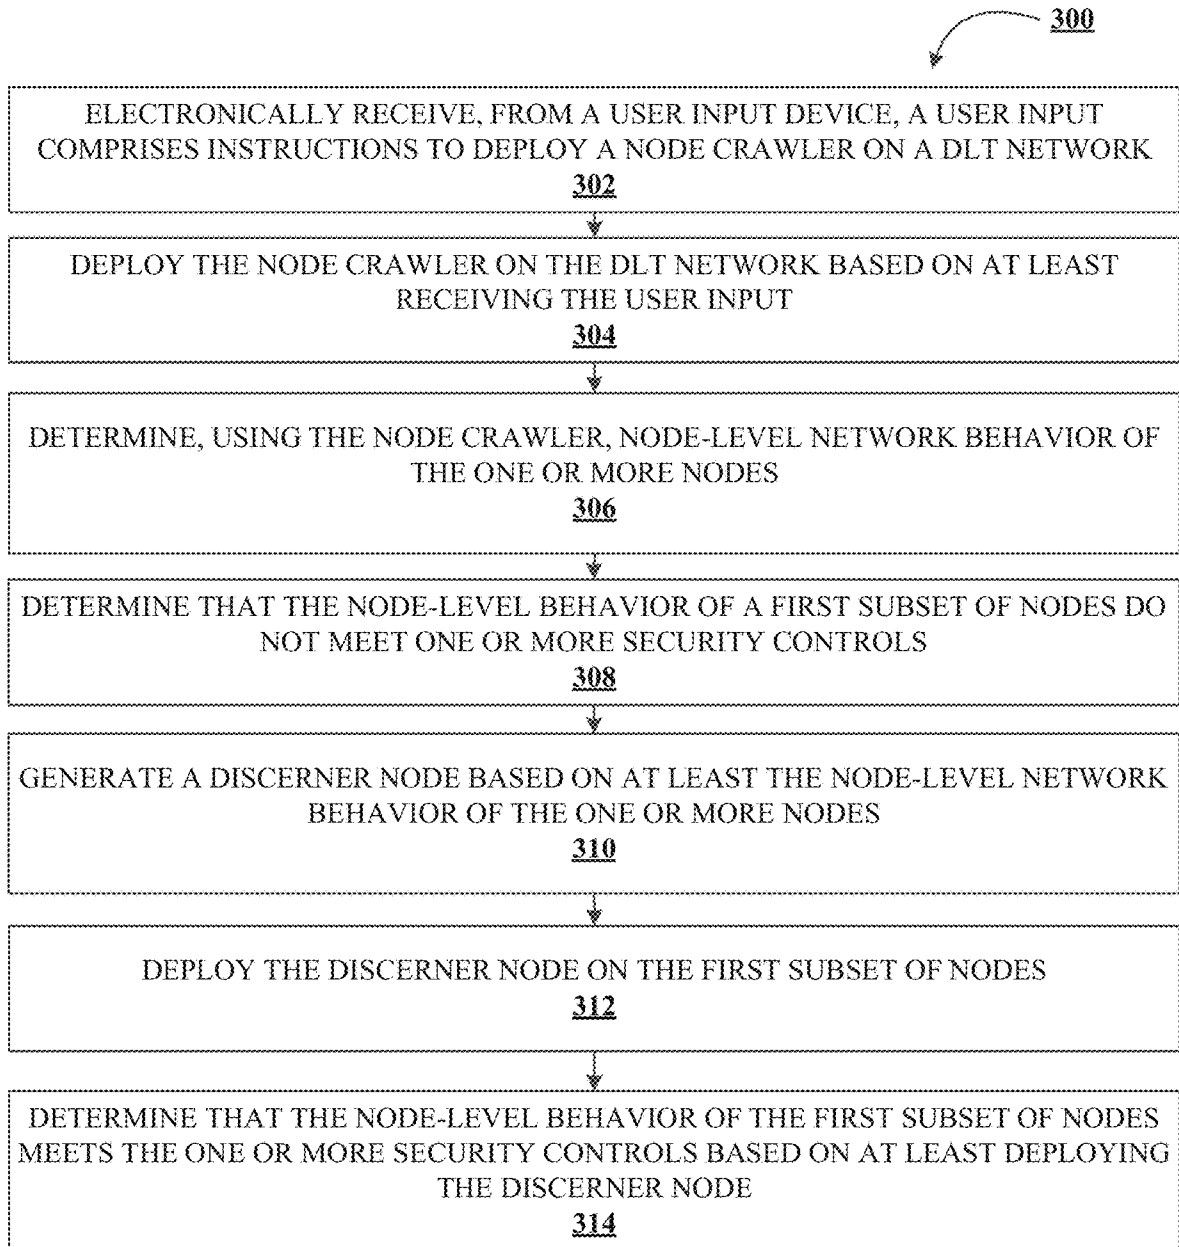 300
ELECTRONICALLY RECEIVE, FROM A USER INPUT DEVICE, A USER INPUT
COMPRISES INSTRUCTIONS TO DEPLOY A NODE CRAWLER ON A DLT NETWORK
302
DEPLOY THE NODE CRAWLER ON THE DLT NETWORK BASED ON AT LEAST
RECEIVING THE USER INPUT
304
DETERMINE, USING THE NODE CRAWLER, NODE-LEVEL NETWORK BEHAVIOR OF
THE ONE OR MORE NODES
306
DETERMINE THAT THE NODE-LEVEL BEHAVIOR OF A FIRST SUBSET OF NODES DO
NOT MEET ONE OR MORE SECURITY CONTROLS
308
GENERATE A DISCERNER NODE BASED ON AT LEAST THE NODE-LEVEL NETWORK
BEHAVIOR OF THE ONE OR MORE NODES
310
DEPLOY THE DISCERNER NODE ON THE FIRST SUBSET OF NODES
312
DETERMINE THAT THE NODE-LEVEL BEHAVIOR OF THE FIRST SUBSET OF NODES
MEETS THE ONE OR MORE SECURITY CONTROLS BASED ON AT LEAST DEPLOYING
THE DISCERNER NODE
314